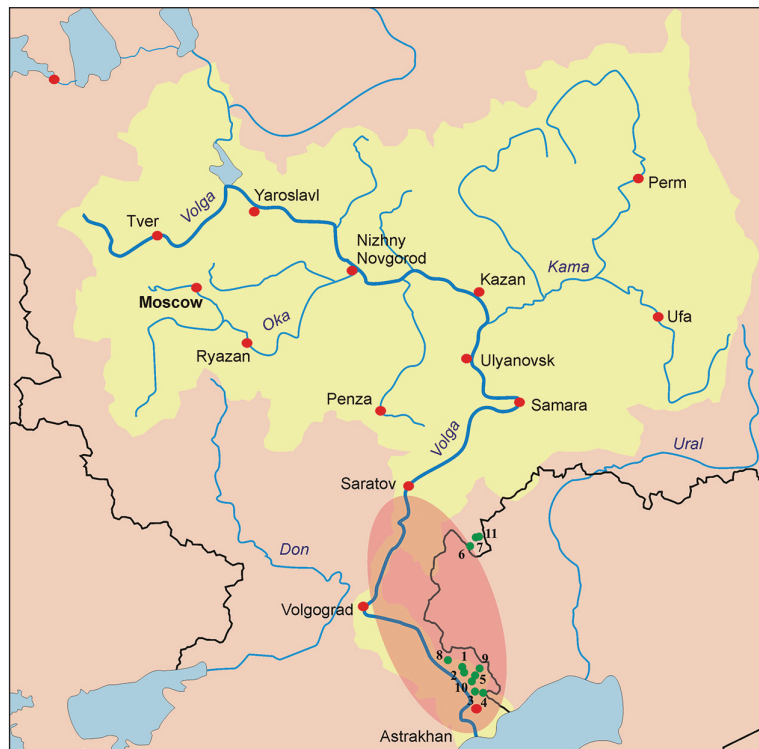 Perm
Yaroslavl
Volga
Tver
Nizhny
Novgorod
Kama
Kazan
Moscow
Oka
Ufa
Ryazan
Ulyanovsk
Penza
Samara
Volga
Ural
Saratov
11
6
7
Don
Volgograd
8
1
9
2
5
10
3
4
Astrakhan